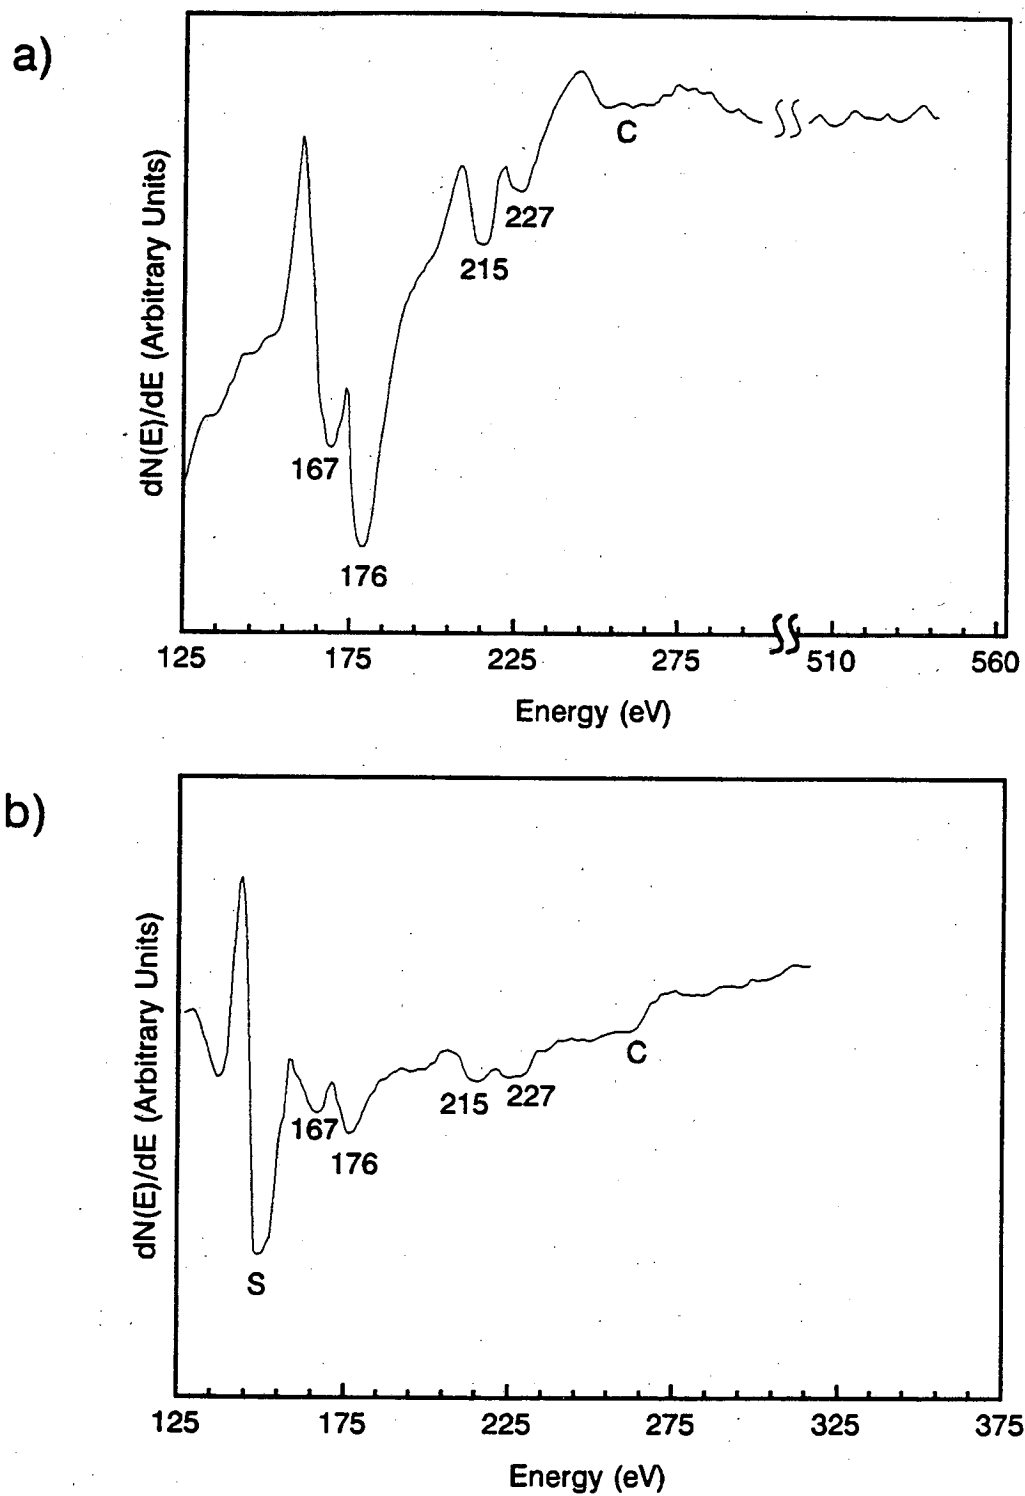 a)
dN(E)/dE (Arbitrary Units)
C
227
215
167
176
125 175 225 275 510 560
Energy (eV)
b)
dN(E)/dE (Arbitrary Units)
C
215 227
167
176
S
125 175 225 275 325 375
Energy (eV)